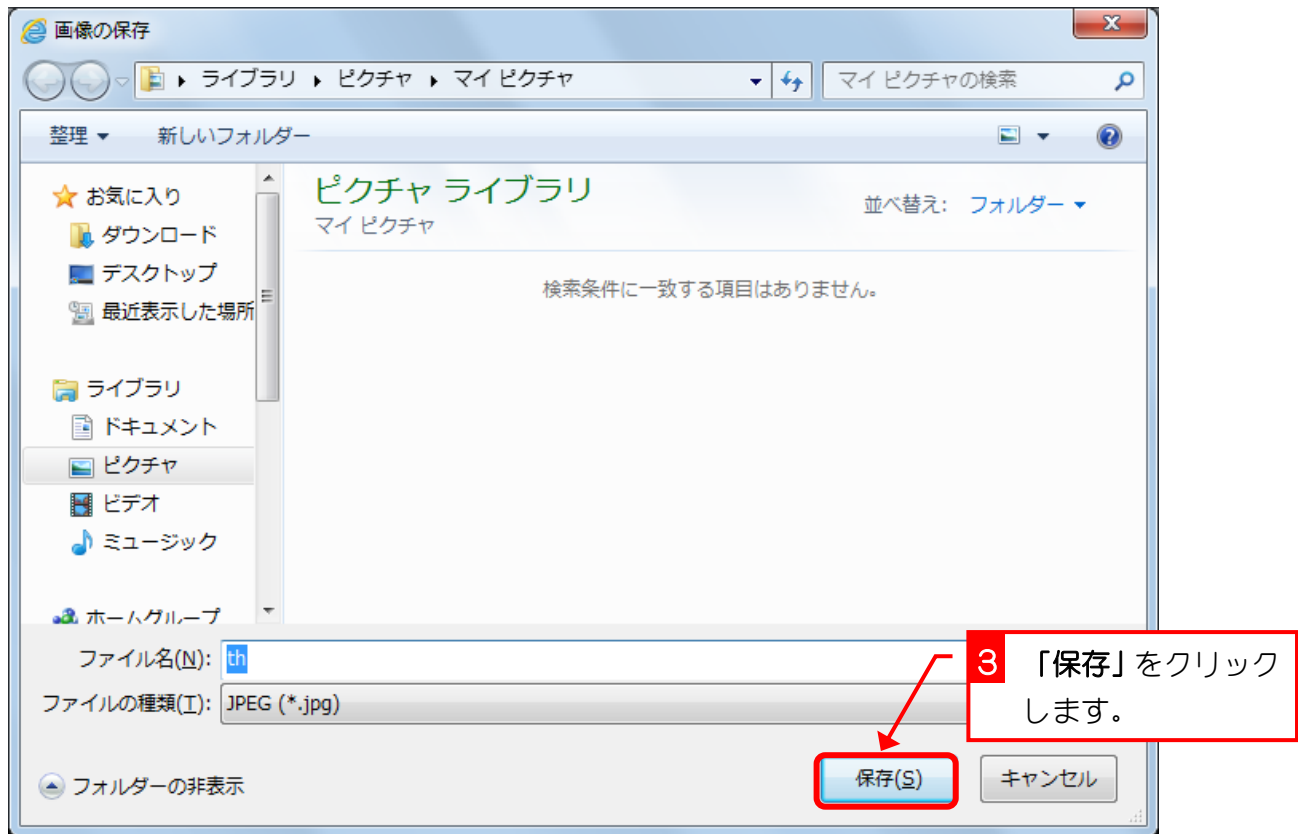 画像の保存
ライブラリ ▸ ピクチャ ▸ マイ ピクチャ
マイ ピクチャの検索
整理
新しいフォルダー
お気に入り
ダウンロード
デスクトップ
最近表示した場所
ライブラリ
ドキュメント
ピクチャ
ビデオ
ミュージック
ホームグループ
ピクチャ ライブラリ
マイ ピクチャ
並べ替え: フォルダー
検索条件に一致する項目はありません。
ファイル名(N): th
ファイルの種類(T): JPEG (*.jpg)
3 「保存」をクリック
します。
フォルダーの非表示
保存(S)
キャンセル